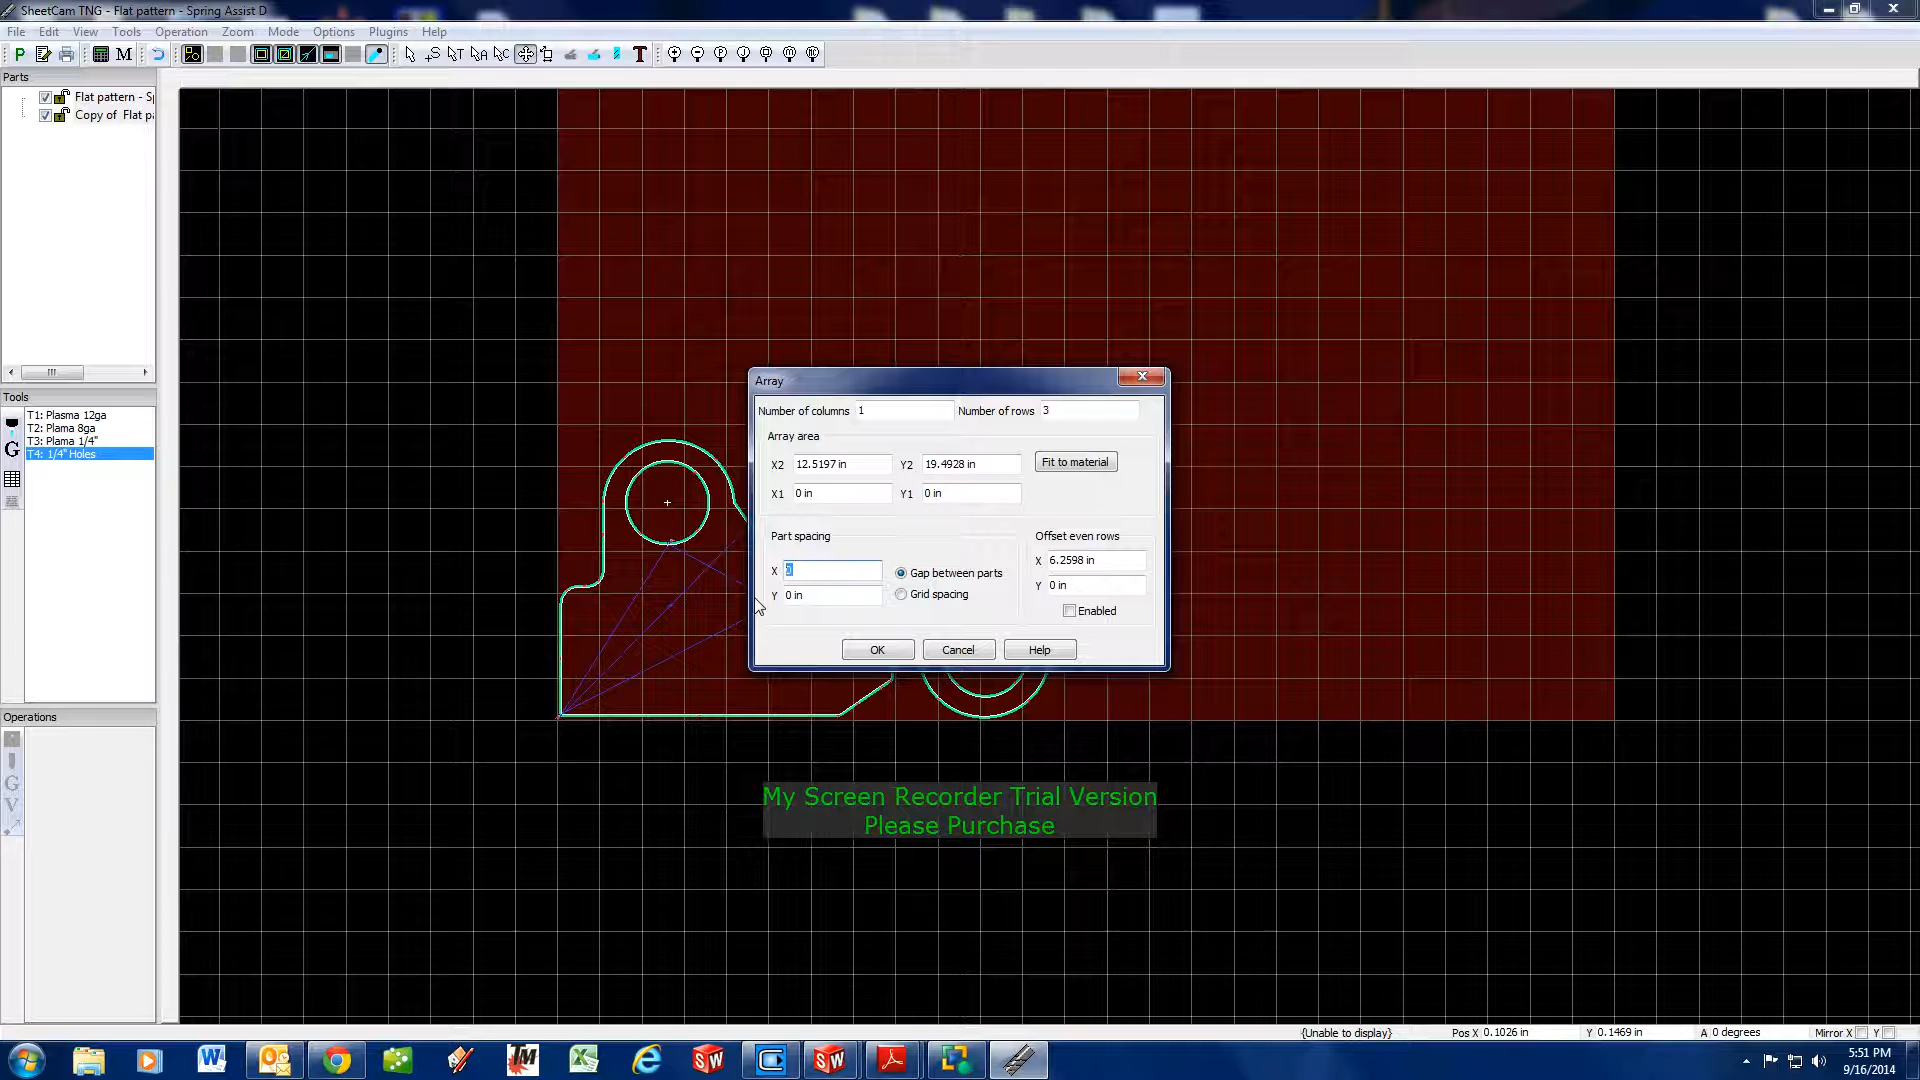 SheetCam TNG - Flat pattern - Spring Assist D
File Edit View Tools Operation Zoom Mode Options Plugins Help
Parts
Flat pattern - S
Copy of Flat p
Tools
T1: Plasma 12ga
T2: Plama 8ga
T3: Plama 1/4"
T4: 1/4" Holes
Operations
Array
Number of columns 1 Number of rows 3
Array area
X2 12.5197 in Y2 19.4928 in Fit to material
X1 0 in Y1 0 in
Part spacing Offset even rows
X 0 Gap between parts X 6.2598 in
Y 0 in Grid spacing Y 0 in
Enabled
OK Cancel Help
My Screen Recorder Trial Version
Please Purchase
{Unable to display} Pos X 0.1026 in Y 0.1469 in A 0 degrees Mirror X Y
5:51 PM
9/16/2014